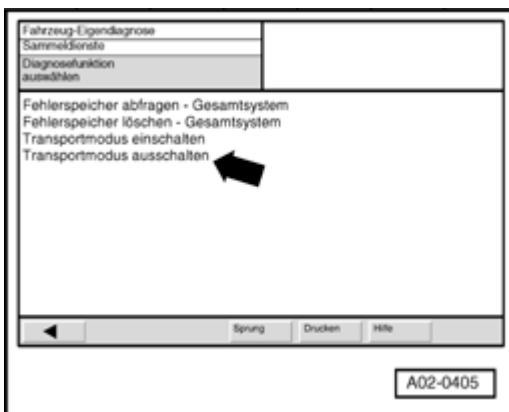 Fahrzeug-Eigendiagnose
Sammeldienste
Diagnosefunktion
auswählen
Fehlerspeicher abfragen - Gesamtsystem
Fehlerspeicher löschen - Gesamtsystem
Transportmodus einschalten
Transportmodus ausschalten
Sprung
Drucken
Hilfe
A02-0405